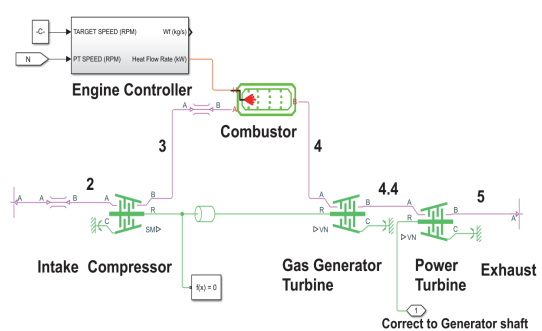 -C-
TARGET SPEED (RPM)
Wf (kg/s)
N
PT SPEED (RPM)
Heat Flow Rate (kW)
Engine Controller
H
A
B
A
B
Combustor
3
4
2
4.4
5
A
A
B
A
B
R
C
SM
A
B
R
C
VN
A
B
R
C
VN
A
Intake Compressor
f(x) = 0
Gas Generator
Turbine
Power
Turbine
Exhaust
1
Correct to Generator shaft